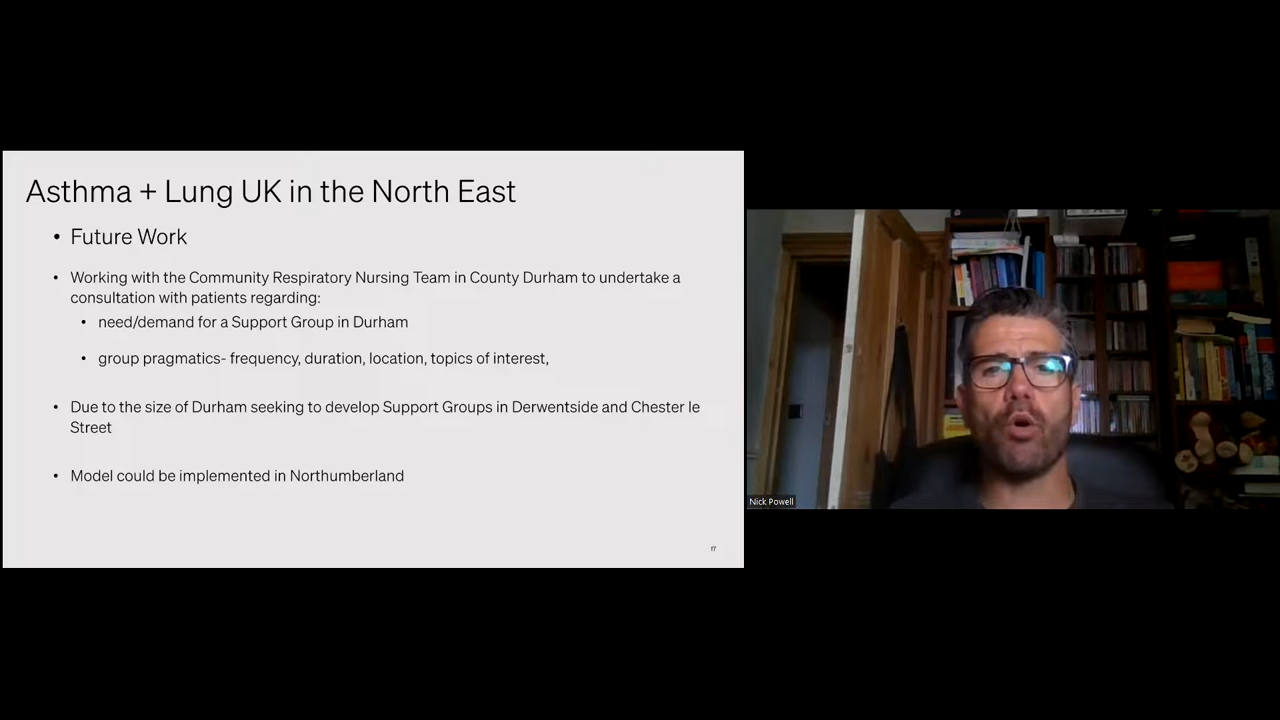 Asthma + Lung UK in the North East
• Future Work
• Working with the Community Respiratory Nursing Team in County Durham to undertake a
consultation with patients regarding:
• need/demand for a Support Group in Durham
• group pragmatics- frequency, duration, location, topics of interest,
• Due to the size of Durham seeking to develop Support Groups in Derwentside and Chester le
Street
• Model could be implemented in Northumberland
17
Nick Powell